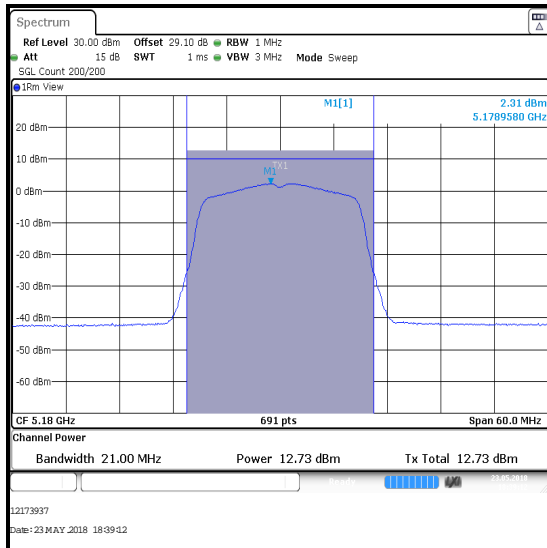 Spectrum
Ref Level 30.00 dBm Offset 29.10 dB RBW 1 MHz
Att 15 dB SWT 1 ms VBW 3 MHz Mode Sweep
SGL Count 200/200
1Rm View
M1[1] 2.31 dBm
5.1789580 GHz
20 dBm
10 dBm
TX1
M1
0 dBm
-10 dBm
-20 dBm
-30 dBm
-40 dBm
-50 dBm
-60 dBm
CF 5.18 GHz 691 pts Span 60.0 MHz
Channel Power
Bandwidth 21.00 MHz Power 12.73 dBm Tx Total 12.73 dBm
Ready 23.05.2018
12173937
Date: 23 MAY 2018 18:39:12